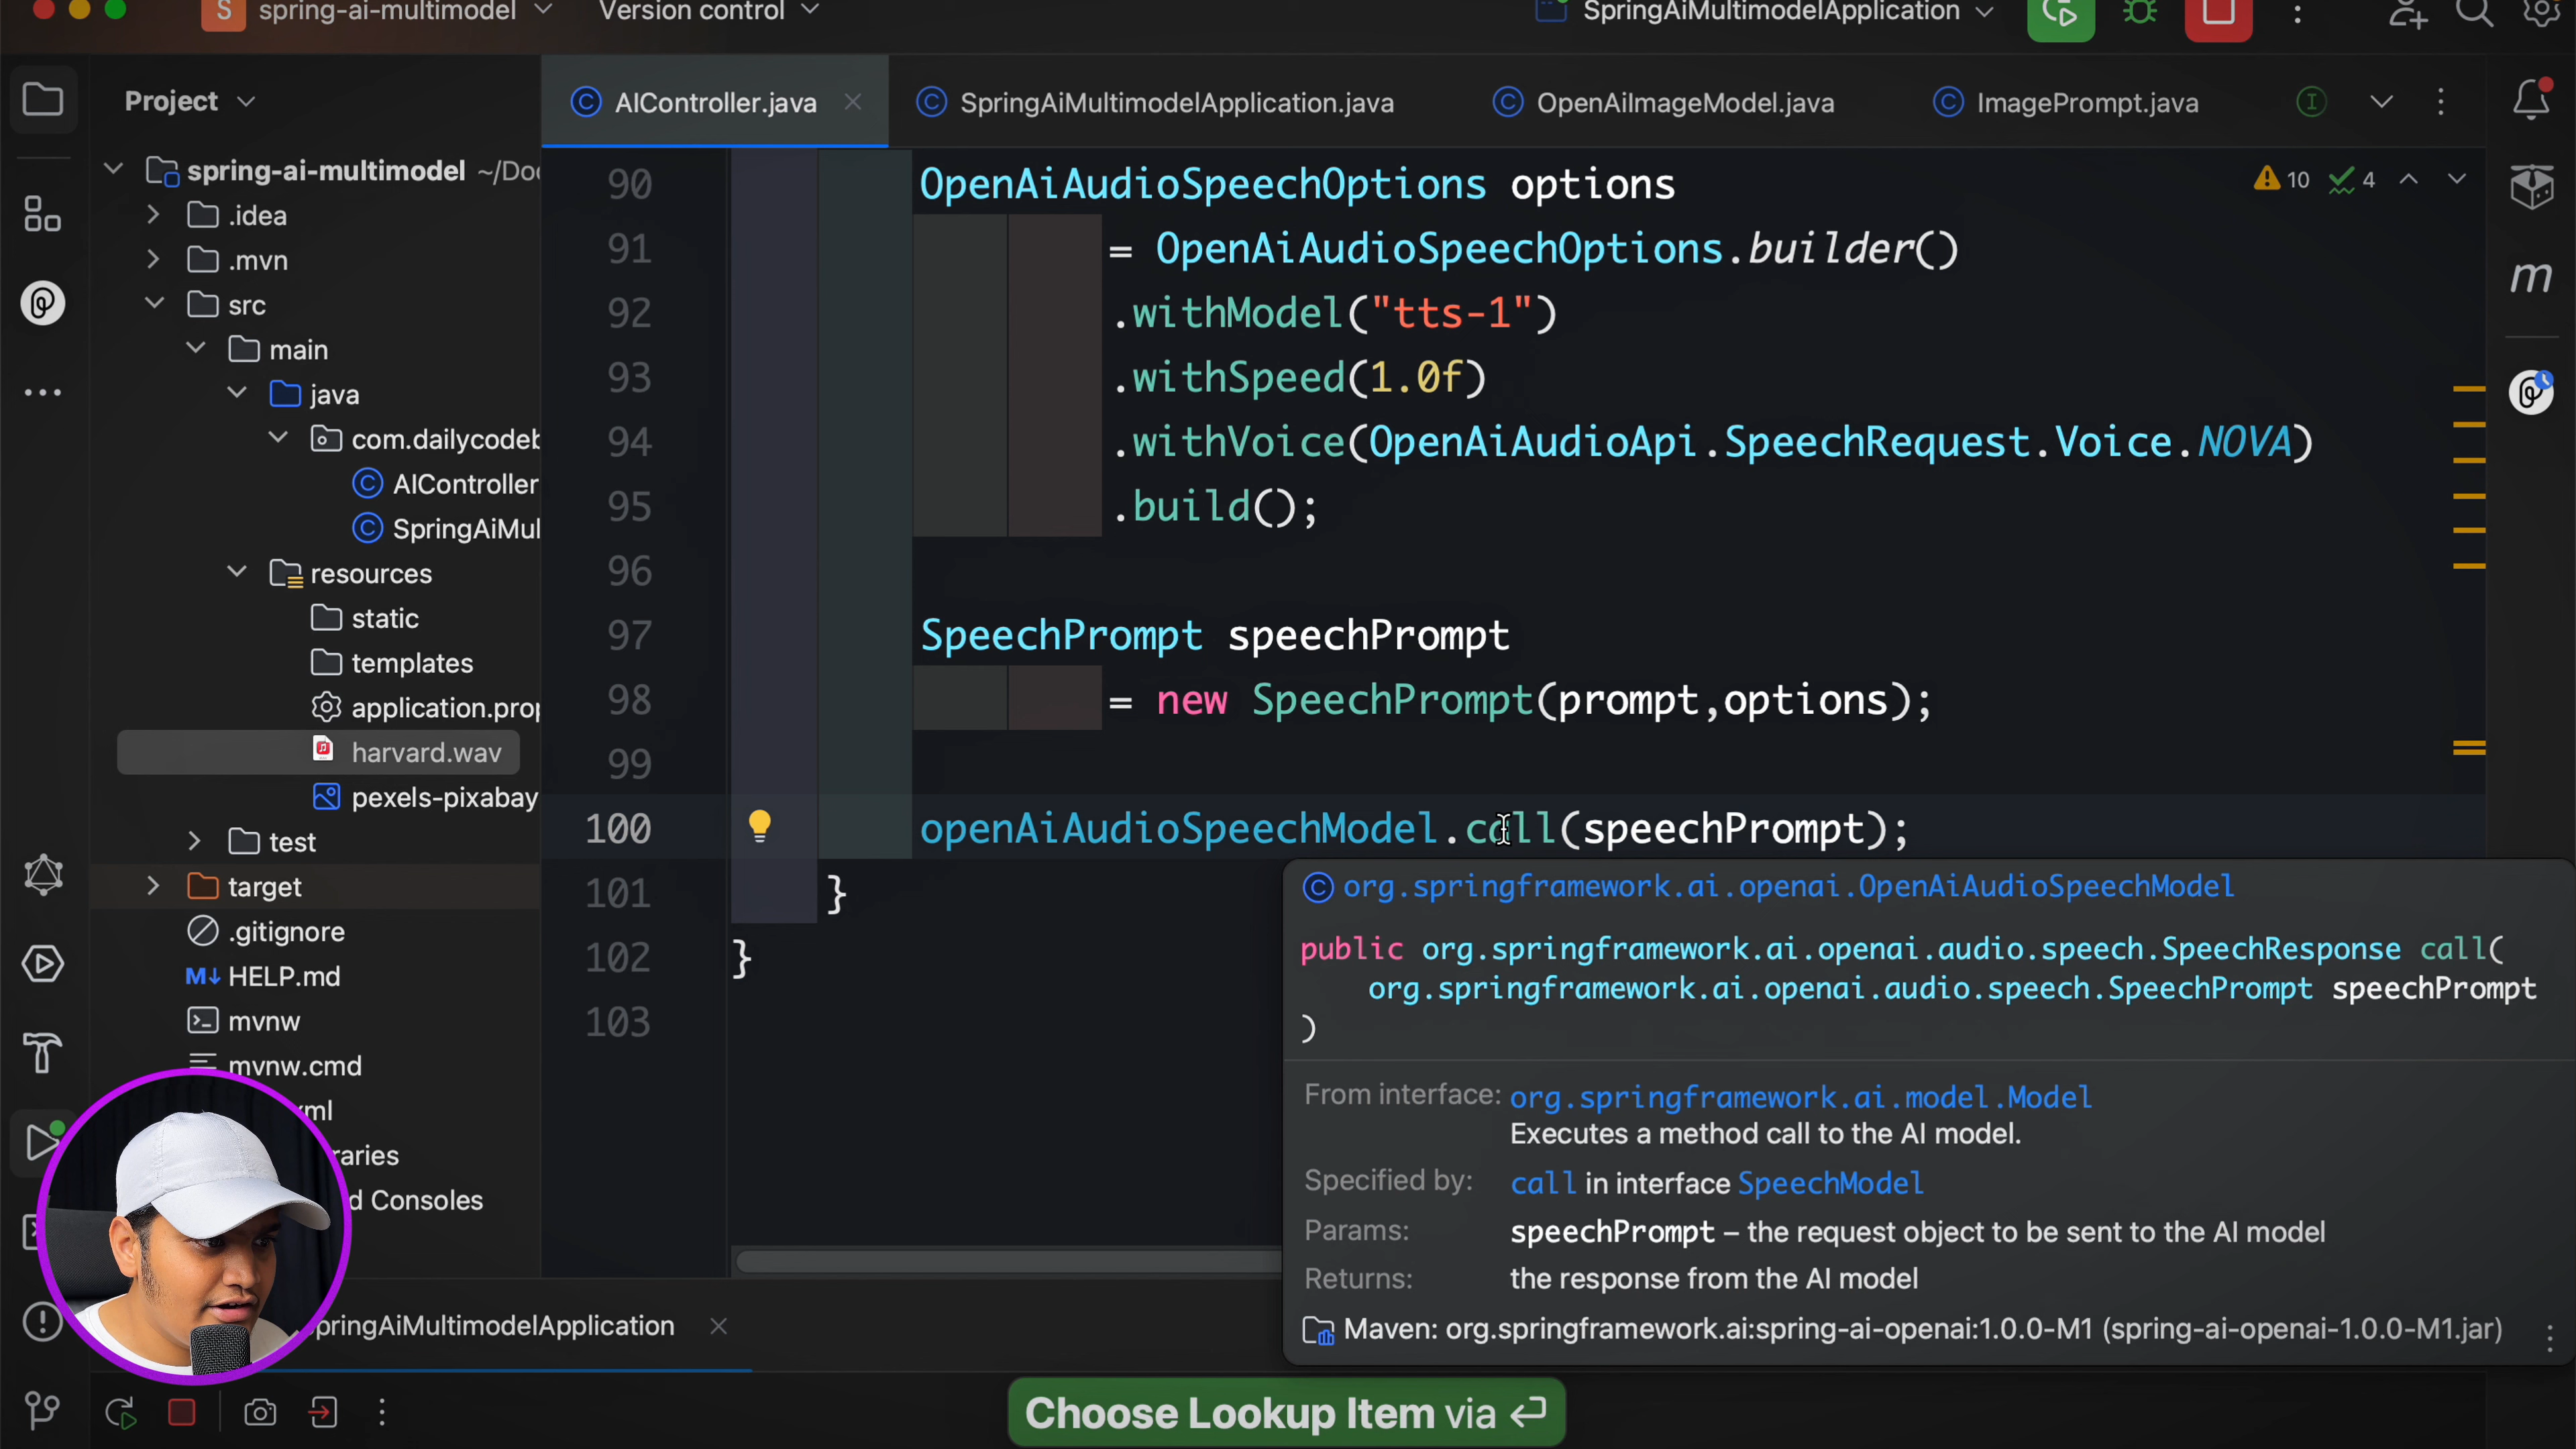 S spring-ai-multimodel
Version control
SpringAiMultimodelApplication
Project
AIController.java
SpringAiMultimodelApplication.java
OpenAiImageModel.java
ImagePrompt.java
spring-ai-multimodel ~/Doc
.idea
.mvn
src
main
java
com.dailycodeb
AIController
SpringAiMul
resources
static
templates
application.prop
harvard.wav
pexels-pixabay
test
target
.gitignore
HELP.md
mvnw
mvnw.cmd
ml
raries
d Consoles
10 4
90 OpenAiAudioSpeechOptions options
91 = OpenAiAudioSpeechOptions.builder()
92 .withModel("tts-1")
93 .withSpeed(1.0f)
94 .withVoice(OpenAiAudioApi.SpeechRequest.Voice.NOVA)
95 .build();
96
97 SpeechPrompt speechPrompt
98 = new SpeechPrompt(prompt,options);
99
100 openAiAudioSpeechModel.call(speechPrompt);
101 }
102 }
103
org.springframework.ai.openai.OpenAiAudioSpeechModel
public org.springframework.ai.openai.audio.speech.SpeechResponse call(
org.springframework.ai.openai.audio.speech.SpeechPrompt speechPrompt
)
From interface: org.springframework.ai.model.Model
Executes a method call to the AI model.
Specified by: call in interface SpeechModel
Params: speechPrompt – the request object to be sent to the AI model
Returns: the response from the AI model
Maven: org.springframework.ai:spring-ai-openai:1.0.0-M1 (spring-ai-openai-1.0.0-M1.jar)
pringAiMultimodelApplication
Choose Lookup Item via ↩